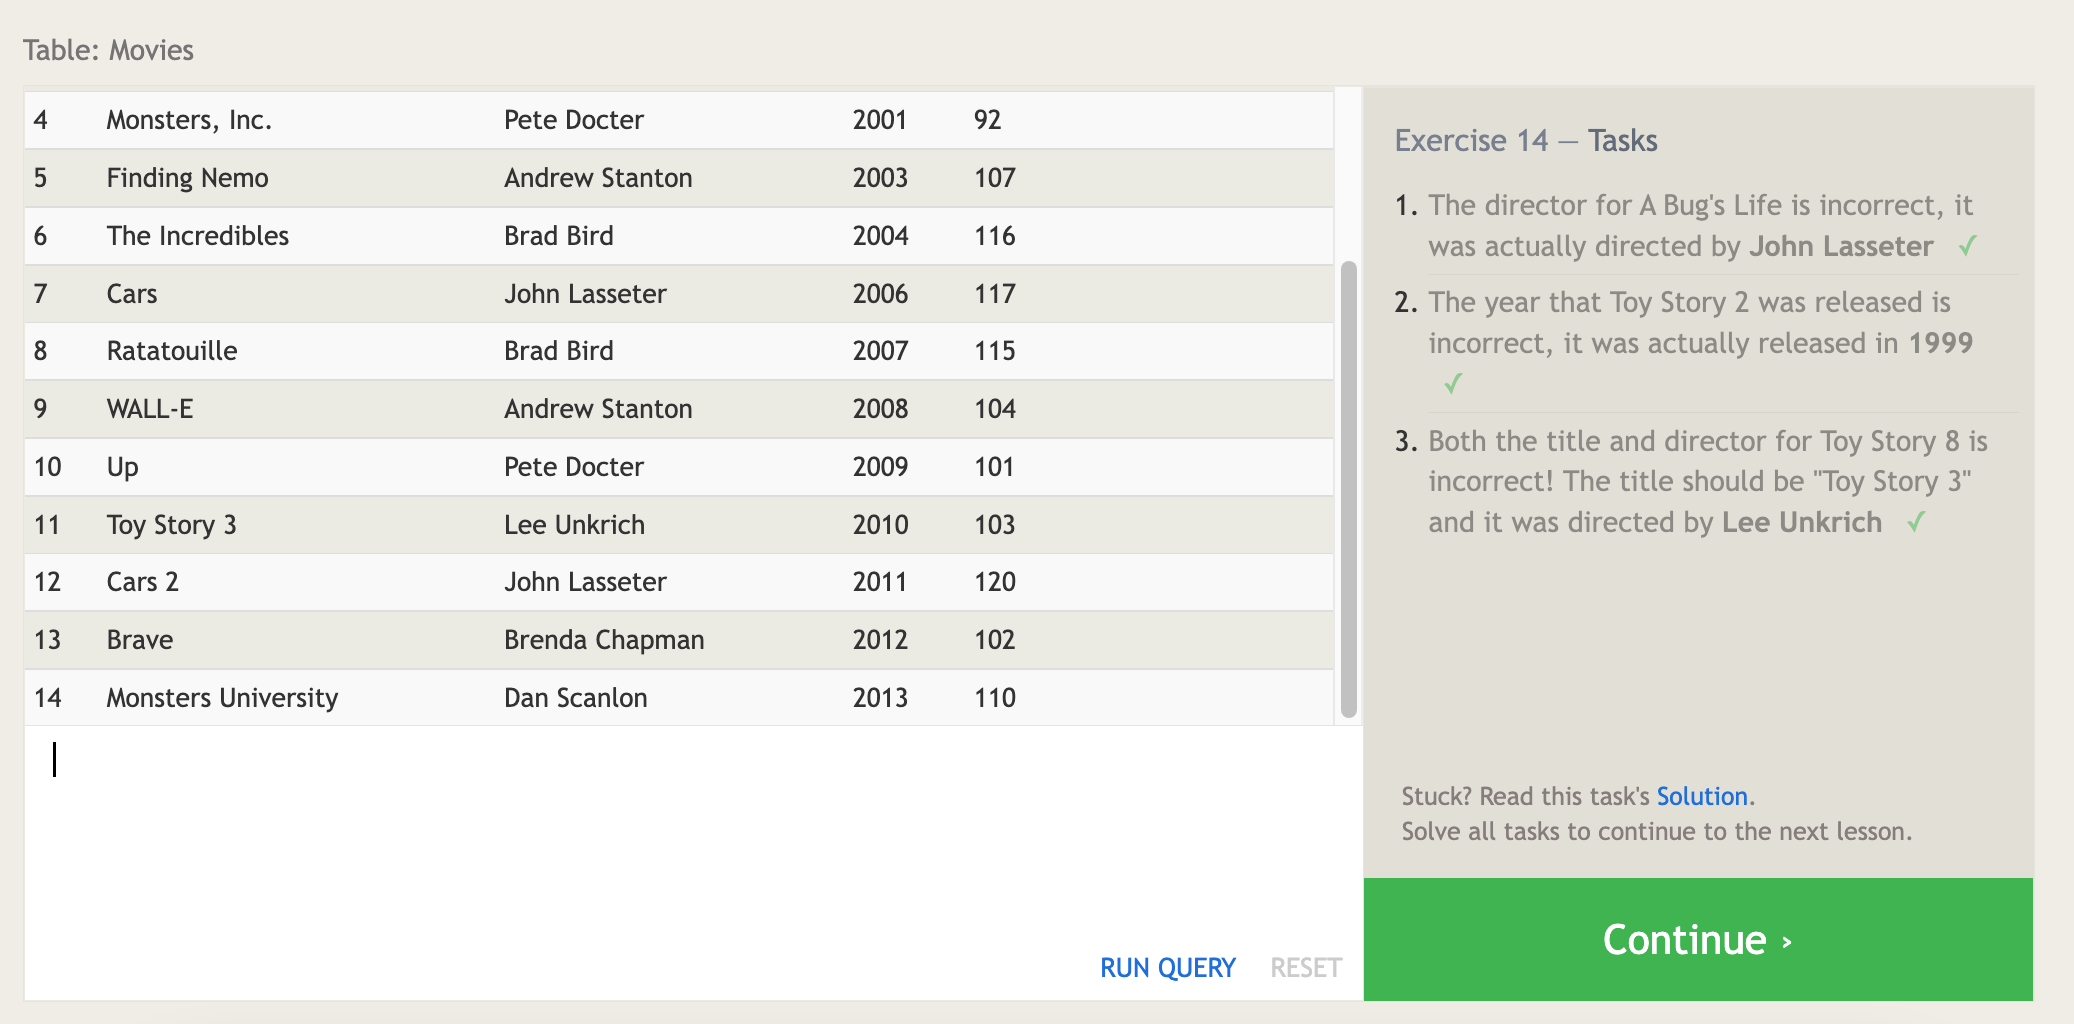 Table: Movies
4 Monsters, Inc. Pete Docter 2001 92
5 Finding Nemo Andrew Stanton 2003 107
6 The Incredibles Brad Bird 2004 116
7 Cars John Lasseter 2006 117
8 Ratatouille Brad Bird 2007 115
9 WALL-E Andrew Stanton 2008 104
10 Up Pete Docter 2009 101
11 Toy Story 3 Lee Unkrich 2010 103
12 Cars 2 John Lasseter 2011 120
13 Brave Brenda Chapman 2012 102
14 Monsters University Dan Scanlon 2013 110
RUN QUERY RESET
Exercise 14 — Tasks
1. The director for A Bug's Life is incorrect, it
was actually directed by John Lasseter ✓
2. The year that Toy Story 2 was released is
incorrect, it was actually released in 1999
✓
3. Both the title and director for Toy Story 8 is
incorrect! The title should be "Toy Story 3"
and it was directed by Lee Unkrich ✓
Stuck? Read this task's Solution.
Solve all tasks to continue to the next lesson.
Continue ›